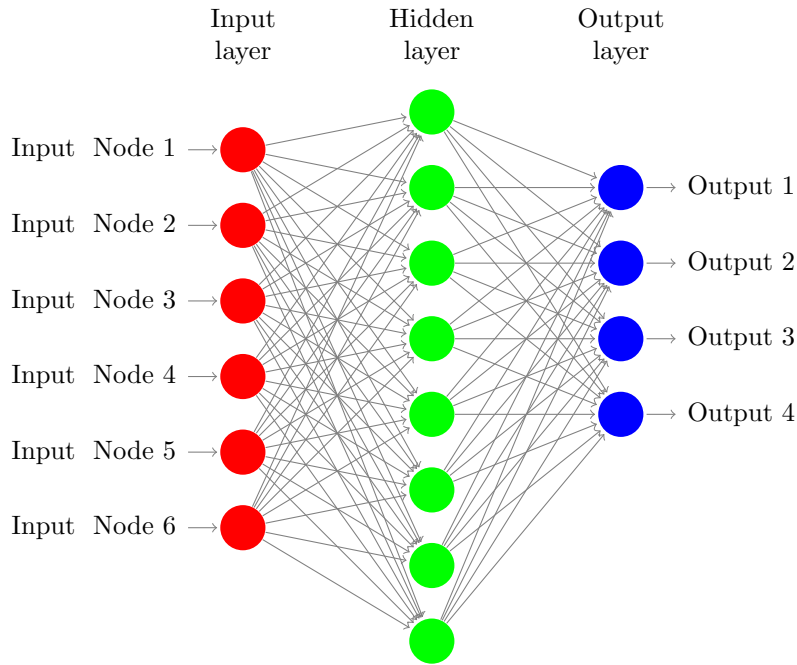 Input
layer
Hidden
layer
Output
layer
Input Node 1
Input Node 2
Input Node 3
Input Node 4
Input Node 5
Input Node 6
Output 1
Output 2
Output 3
Output 4